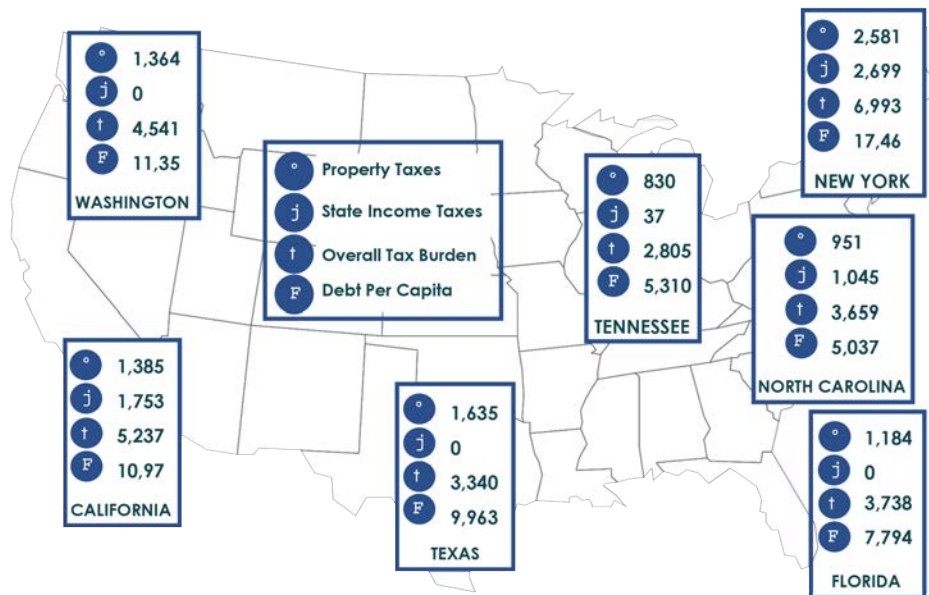 ° 1,364
j 0
† 4,541
F 11,35
WASHINGTON
° Property Taxes
j State Income Taxes
† Overall Tax Burden
F Debt Per Capita
° 830
j 37
† 2,805
F 5,310
TENNESSEE
° 2,581
j 2,699
† 6,993
F 17,46
NEW YORK
° 951
j 1,045
† 3,659
F 5,037
NORTH CAROLINA
° 1,385
j 1,753
† 5,237
F 10,97
CALIFORNIA
° 1,635
j 0
† 3,340
F 9,963
TEXAS
° 1,184
j 0
† 3,738
F 7,794
FLORIDA